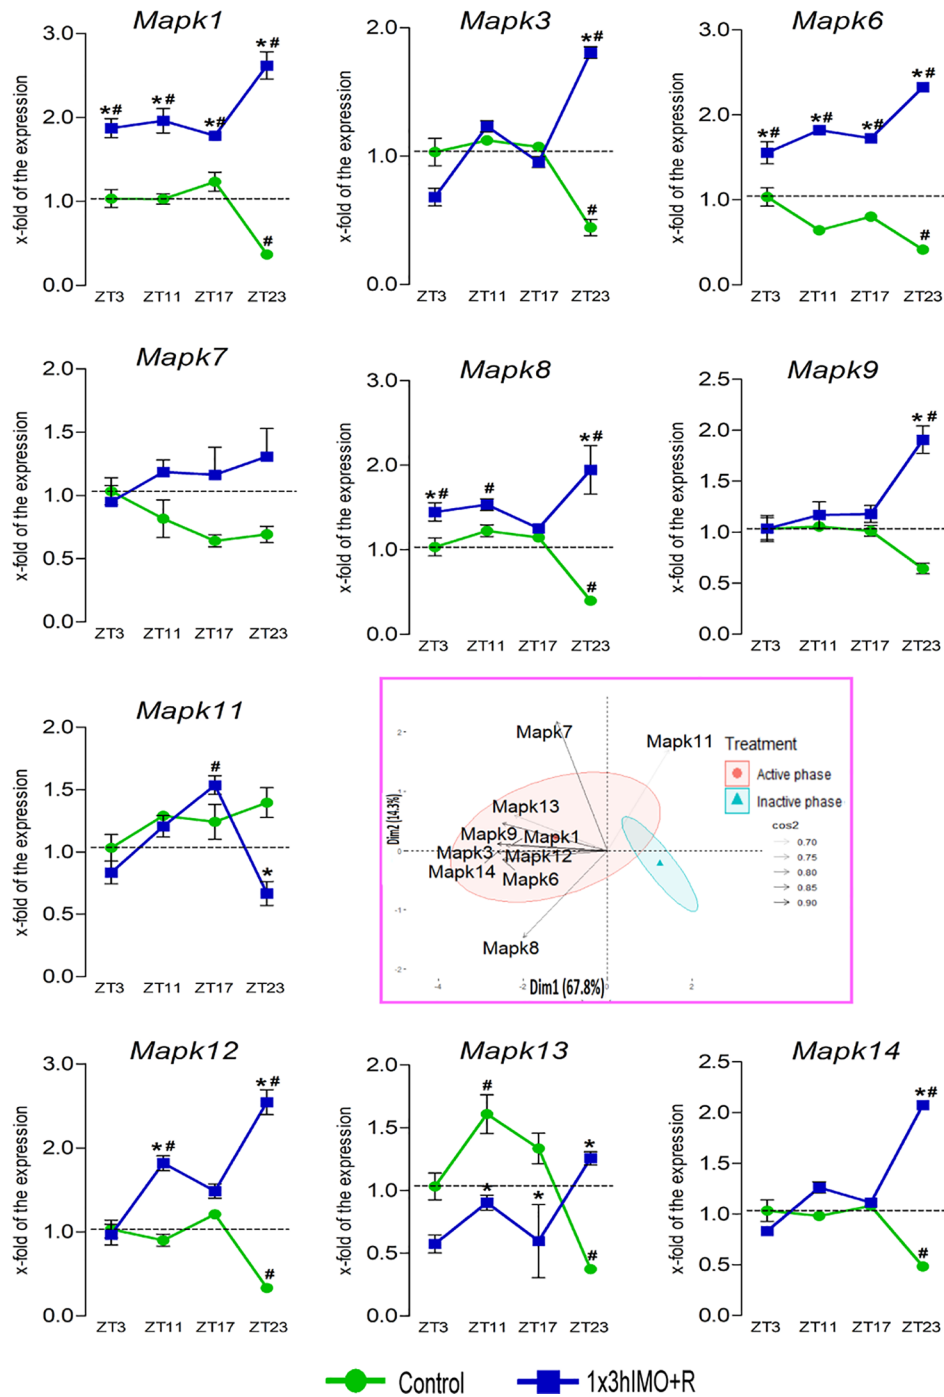 Mapk1
x-fold of the expression
3.0
2.0
1.0
0.0
*#
*#
*#
*#
#
ZT3 ZT11 ZT17 ZT23
Mapk3
x-fold of the expression
2.0
1.0
0.0
*#
#
ZT3 ZT11 ZT17 ZT23
Mapk6
x-fold of the expression
3.0
2.0
1.0
0.0
*#
*#
*#
*#
#
ZT3 ZT11 ZT17 ZT23
Mapk7
x-fold of the expression
2.0
1.5
1.0
0.5
0.0
ZT3 ZT11 ZT17 ZT23
Mapk8
x-fold of the expression
3.0
2.0
1.0
0.0
*#
#
*#
#
ZT3 ZT11 ZT17 ZT23
Mapk9
x-fold of the expression
2.5
2.0
1.5
1.0
0.5
0.0
*#
ZT3 ZT11 ZT17 ZT23
Mapk11
x-fold of the expression
2.0
1.5
1.0
0.5
0.0
#
*
ZT3 ZT11 ZT17 ZT23
Dim2 (14.3%)
2
1
0
-1
-2
Mapk7
Mapk11
Mapk13
Mapk9 Mapk1
Mapk3 Mapk12
Mapk14 Mapk6
Mapk8
-4 -2 0 2
Dim1 (67.8%)
Treatment
Active phase
Inactive phase
cos2
0.70
0.75
0.80
0.85
0.90
Mapk12
x-fold of the expression
3.0
2.0
1.0
0.0
*#
*#
#
ZT3 ZT11 ZT17 ZT23
Mapk13
x-fold of the expression
2.0
1.5
1.0
0.5
0.0
#
*
*
*
#
ZT3 ZT11 ZT17 ZT23
Mapk14
x-fold of the expression
2.5
2.0
1.5
1.0
0.5
0.0
*#
#
ZT3 ZT11 ZT17 ZT23
Control 1x3hIMO+R